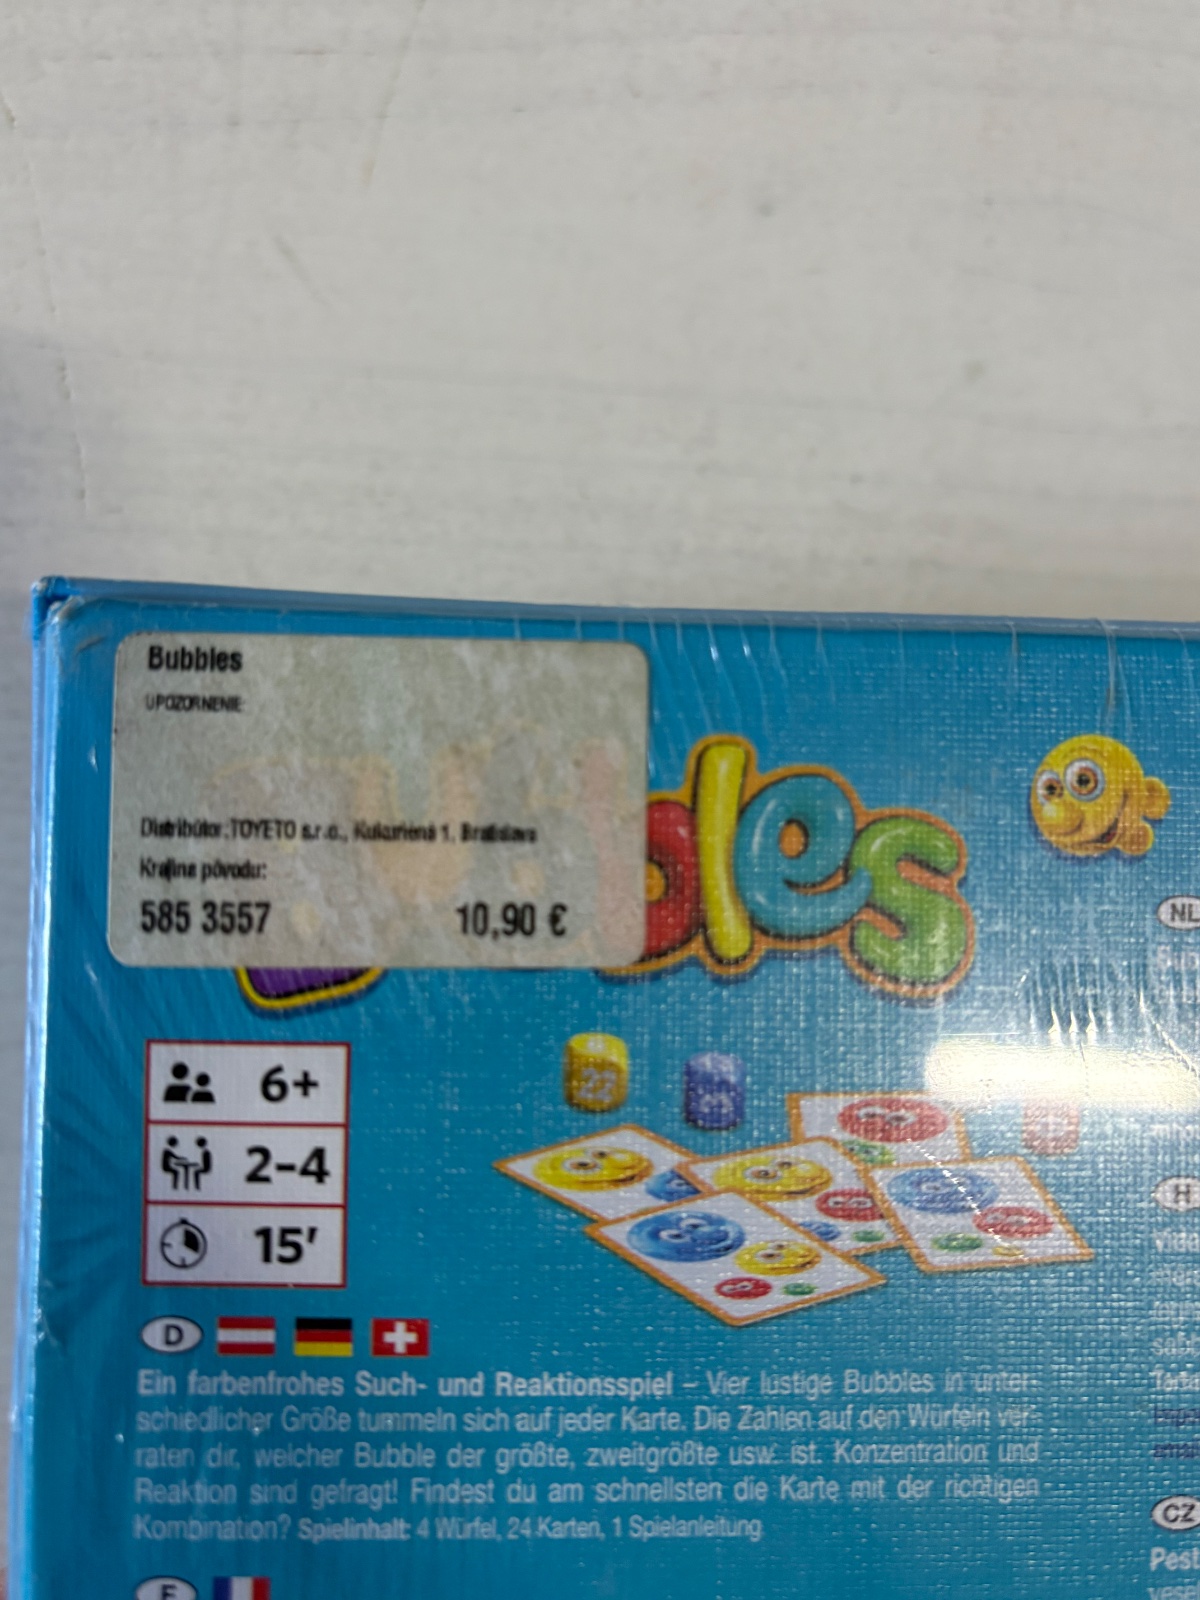 Bubbles
UPOZORNENIE:
Distribútor: TOYETO s.r.o., Bratislava
Krajina pôvodu:
585 3557 10,90 €
bles
6+
2-4
15'
D
Ein farbenfrohes Such- und Reaktionsspiel – Vier lustige Bubbles in unter-
schiedlicher Größe tummeln sich auf jeder Karte. Die Zahlen auf den Würfeln ver-
raten dir, welcher Bubble der größte, zweitgrößte usw. ist. Konzentration und
Reaktion sind gefragt! Findest du am schnellsten die Karte mit der richtigen
Kombination? Spielinhalt: 4 Würfel, 24 Karten, 1 Spielanleitung
F
NL
H
CZ
Pest